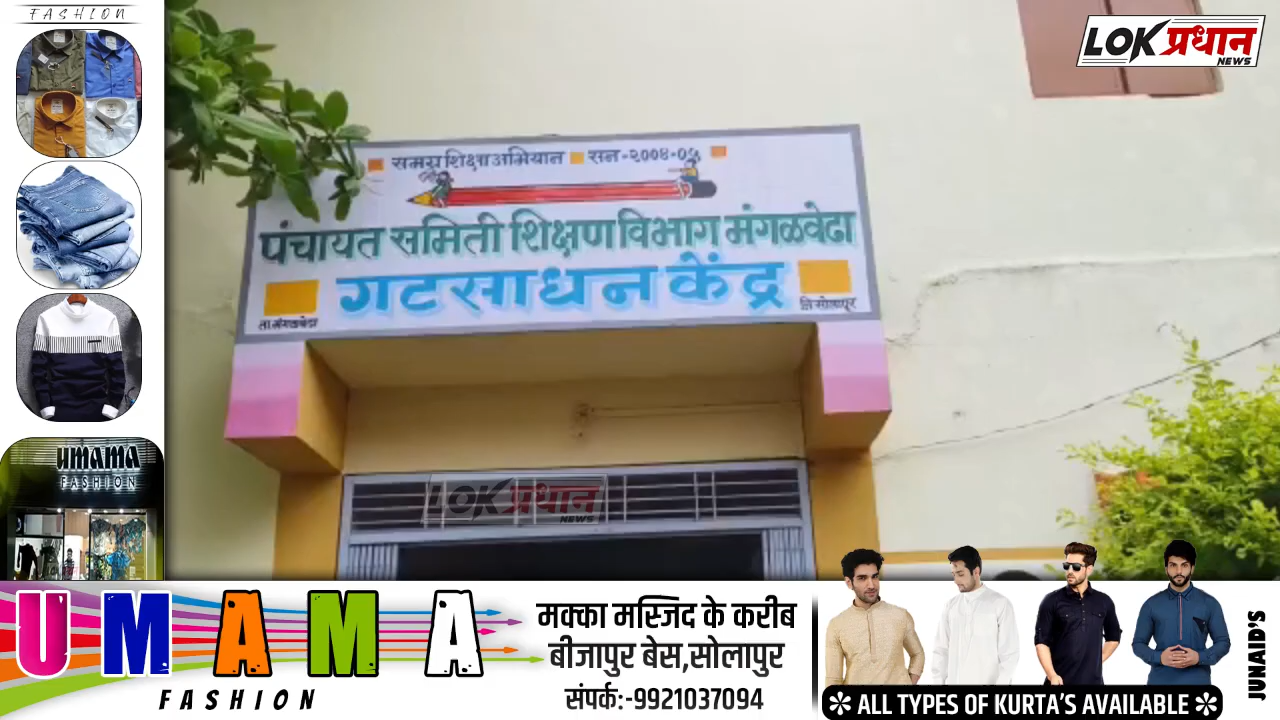 FASHION
LOK प्रधान
NEWS
समग्र शिक्षा अभियान सन-२००४-०५
पंचायत समिती शिक्षण विभाग मंगळवेढा
गटसाधन केंद्र
ता.मंगळवेढा
जि.सोलापूर
LOK प्रधान
NEWS
UMAMA
FASHION
UMAMA
FASHION
मक्का मस्जिद के करीब
बीजापुर बेस,सोलापुर
संपर्क:-9921037094
✼ ALL TYPES OF KURTA'S AVAILABLE ✼
JUNAID'S